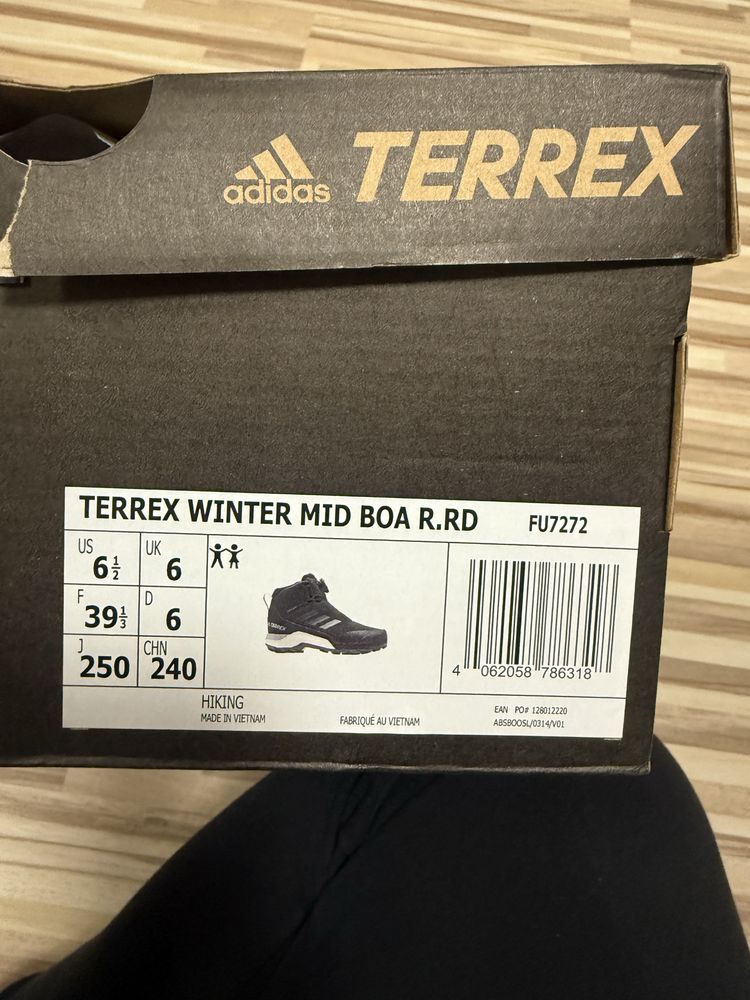 adidas TERREX
TERREX WINTER MID BOA R.RD FU7272
US 6½ UK 6
F 39⅓ D 6
J 250 CHN 240
TERREX
4 062058 786318
HIKING
MADE IN VIETNAM FABRIQUÉ AU VIETNAM
EAN PO# 128012220
ABSBOOSL/0314/V01